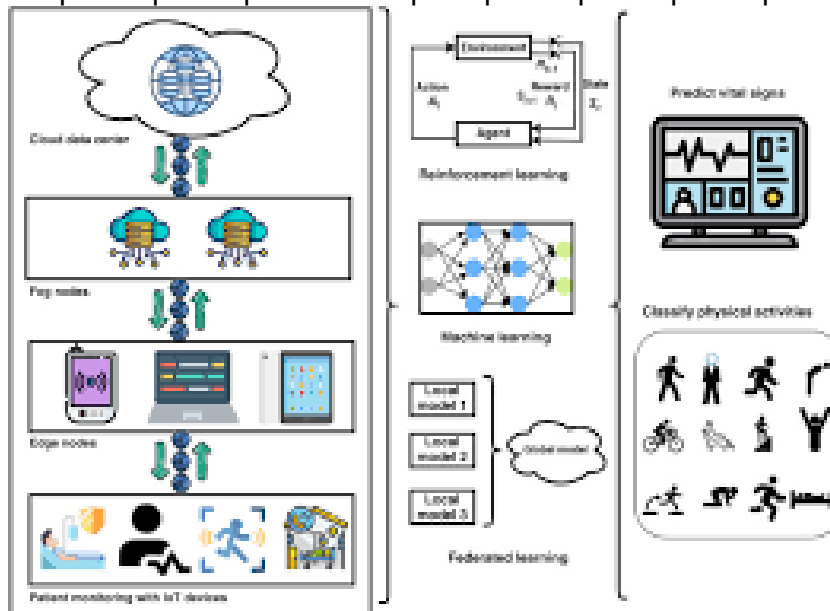 Cloud data center
Fog nodes
Edge nodes
Patient monitoring with IoT devices
Environment
Action
Reward
State
Agent
Reinforcement learning
Machine learning
Local
model 1
Local
model 2
Local
model 3
Global model
Federated learning
Predict vital signs
Classify physical activities